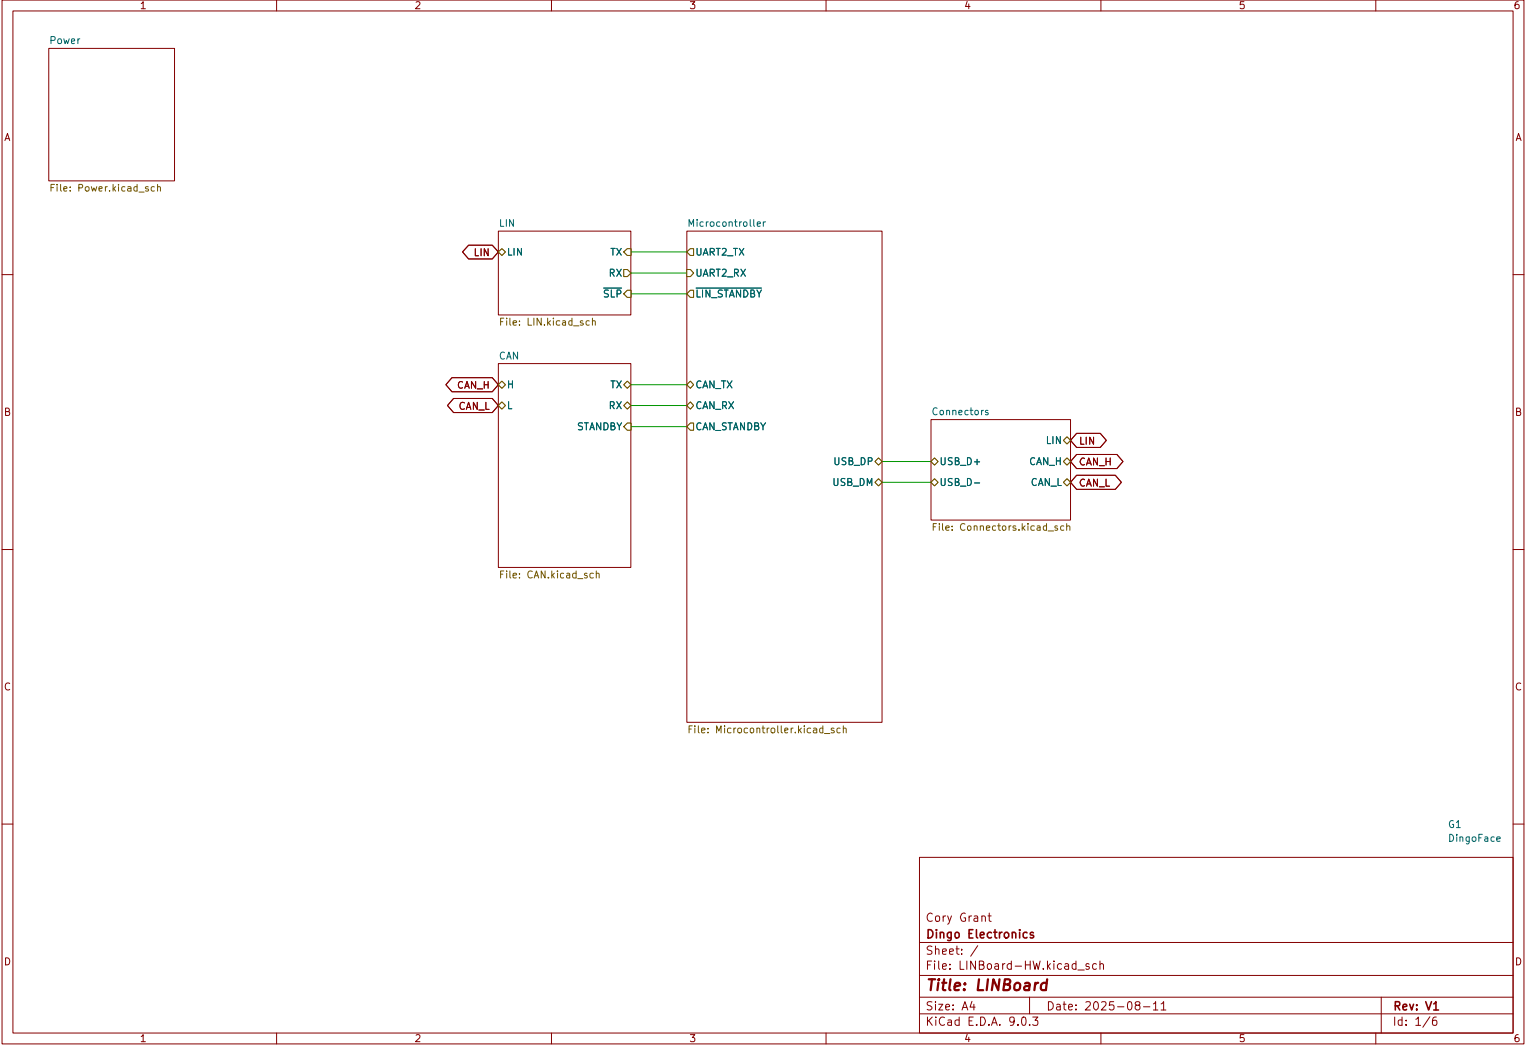 1 2 3 4 5 6
Power
A A
File: Power.kicad_sch
LIN
LIN LIN TX
RX
SLP
File: LIN.kicad_sch
Microcontroller
UART2_TX
UART2_RX
LIN_STANDBY
CAN
CAN_H H TX
CAN_L L RX
STANDBY
File: CAN.kicad_sch
CAN_TX
CAN_RX
CAN_STANDBY
USB_DP
USB_DM
File: Microcontroller.kicad_sch
B B
Connectors
LIN LIN
USB_D+ CAN_H CAN_H
USB_D- CAN_L CAN_L
File: Connectors.kicad_sch
C C
G1
DingoFace
Cory Grant
Dingo Electronics
Sheet: /
File: LINBoard-HW.kicad_sch
D D
Title: LINBoard
Size: A4 Date: 2025-08-11 Rev: V1
KiCad E.D.A. 9.0.3 Id: 1/6
1 2 3 4 5 6